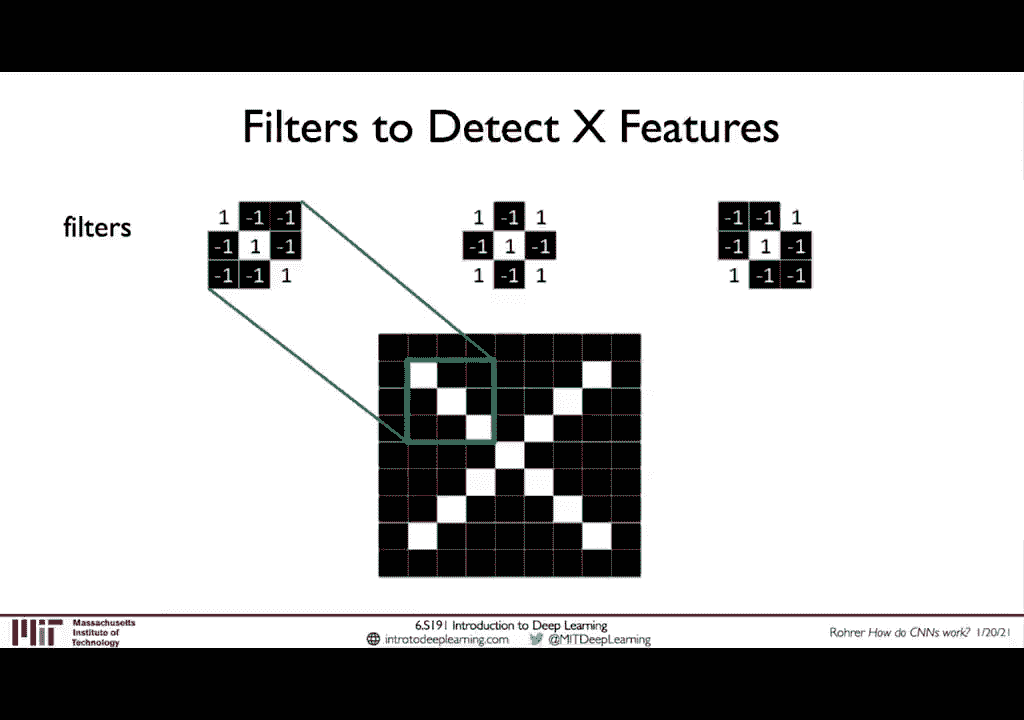 Filters to Detect X Features
filters
1 -1 -1
-1 1 -1
-1 -1 1
1 -1 1
-1 1 -1
1 -1 1
-1 -1 1
-1 1 -1
1 -1 -1
MIT
Massachusetts
Institute of
Technology
6.S191 Introduction to Deep Learning
introtodeeplearning.com @MITDeepLearning
Rohrer How do CNNs work? 1/20/21